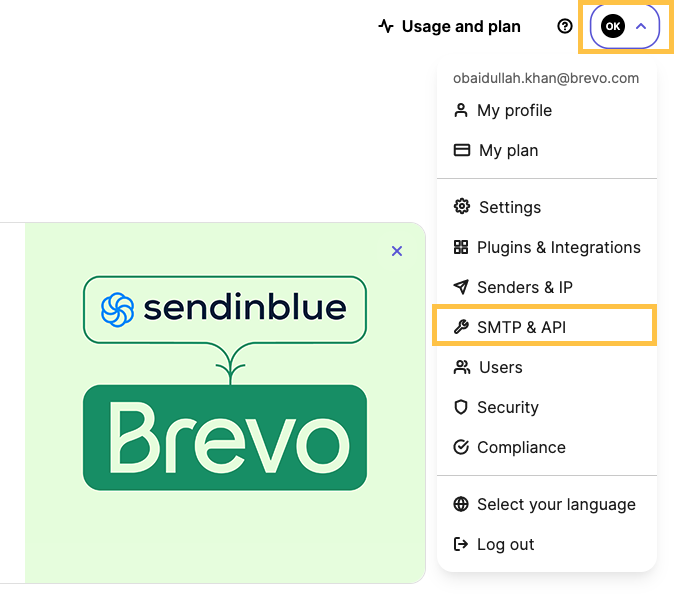 Usage and plan
OK
obaidullah.khan@brevo.com
My profile
My plan
Settings
Plugins & Integrations
Senders & IP
SMTP & API
Users
Security
Compliance
Select your language
Log out
sendinblue
Brevo